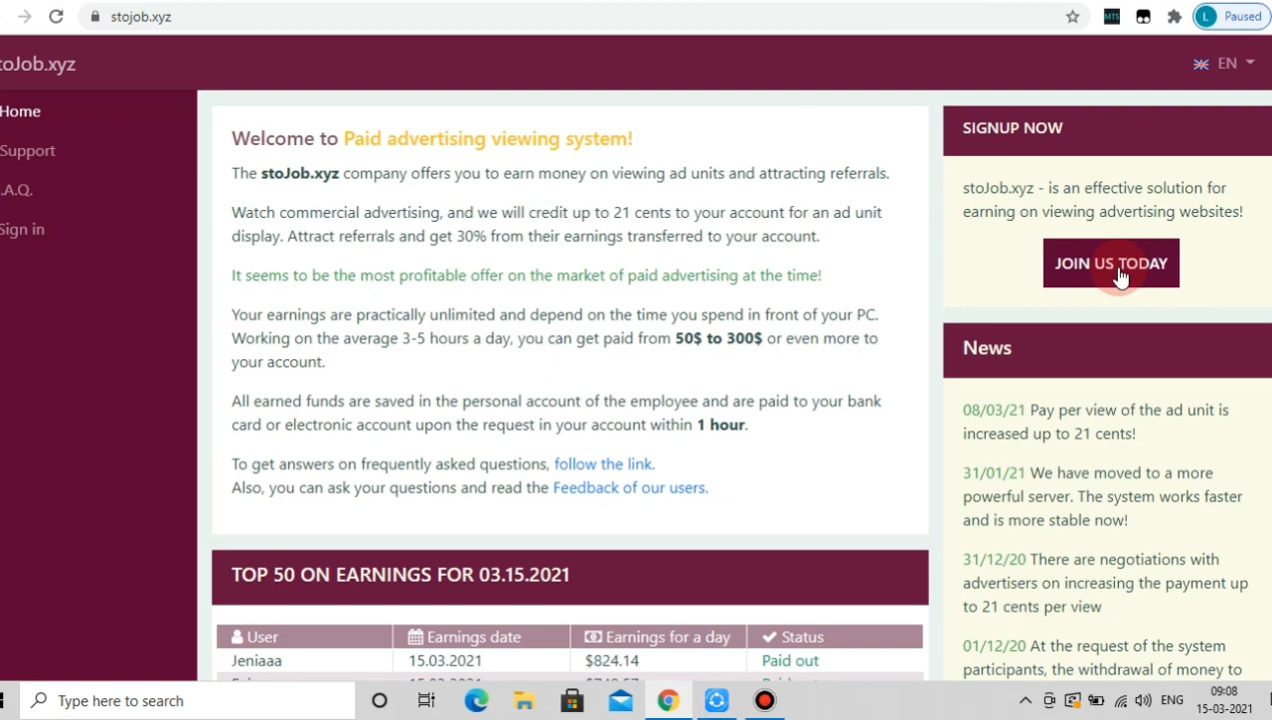 stojob.xyz
Paused
toJob.xyz
EN
Home
Support
.A.Q.
Sign in
Welcome to Paid advertising viewing system!
The stoJob.xyz company offers you to earn money on viewing ad units and attracting referrals.
Watch commercial advertising, and we will credit up to 21 cents to your account for an ad unit
display. Attract referrals and get 30% from their earnings transferred to your account.
It seems to be the most profitable offer on the market of paid advertising at the time!
Your earnings are practically unlimited and depend on the time you spend in front of your PC.
Working on the average 3-5 hours a day, you can get paid from 50$ to 300$ or even more to
your account.
All earned funds are saved in the personal account of the employee and are paid to your bank
card or electronic account upon the request in your account within 1 hour.
To get answers on frequently asked questions, follow the link.
Also, you can ask your questions and read the Feedback of our users.
TOP 50 ON EARNINGS FOR 03.15.2021
User Earnings date Earnings for a day Status
Jeniaaa 15.03.2021 $824.14 Paid out
SIGNUP NOW
stoJob.xyz - is an effective solution for
earning on viewing advertising websites!
JOIN US TODAY
News
08/03/21 Pay per view of the ad unit is
increased up to 21 cents!
31/01/21 We have moved to a more
powerful server. The system works faster
and is more stable now!
31/12/20 There are negotiations with
advertisers on increasing the payment up
to 21 cents per view
01/12/20 At the request of the system
participants, the withdrawal of money to
Type here to search
ENG
09:08
15-03-2021